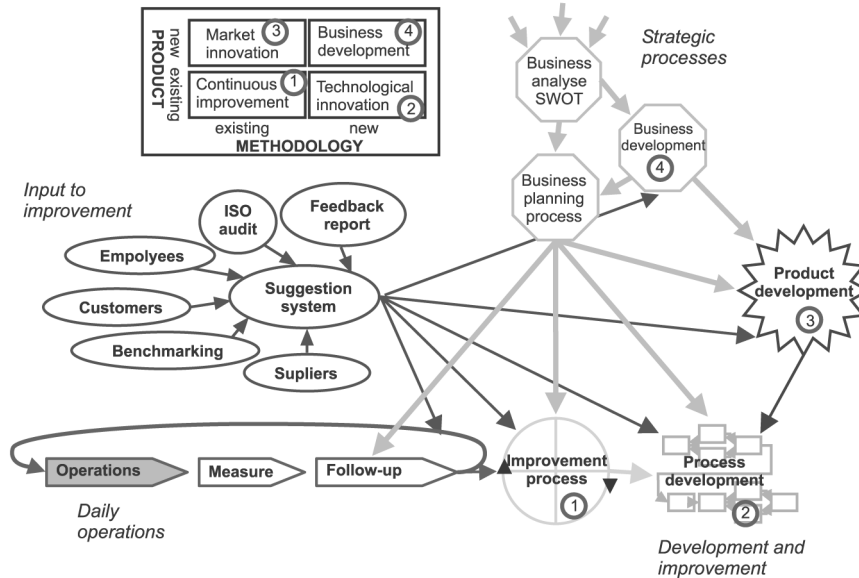 PRODUCT
new existing
Market
innovation
3
Business
development
4
Continuous
improvement
1
Technological
innovation
2
existing new
METHODOLOGY
Strategic
processes
Business
analyse
SWOT
Business
development
4
Business
planning
process
Input to
improvement
ISO
audit
Feedback
report
Empolyees
Customers
Benchmarking
Supliers
Suggestion
system
Product
development
3
Operations
Measure
Follow-up
Improvement
process
1
Process
development
2
Daily
operations
Development and
improvement